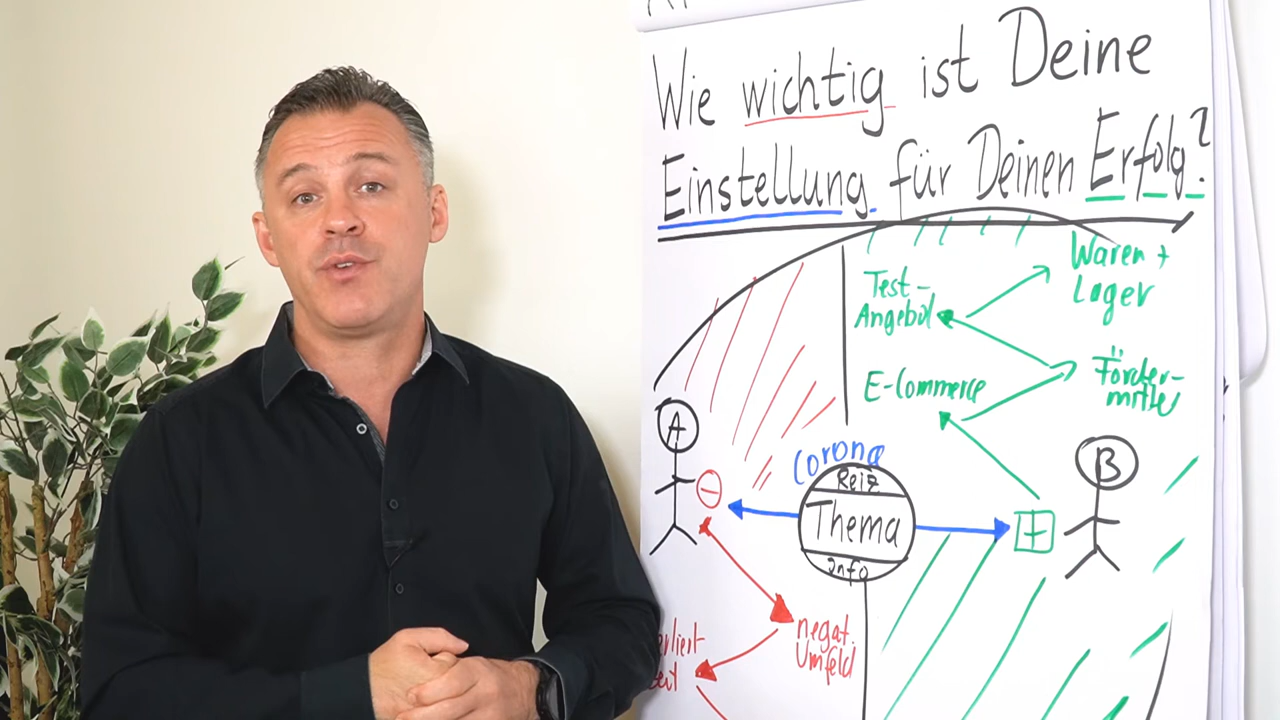 Wie wichtig ist Deine
Einstellung für Deinen Erfolg?
Test-
Angebot
Waren +
Lager
E-Commerce
Förder-
mittel
A
Corona
Reiz
Thema
Info
B
negat.
Umfeld